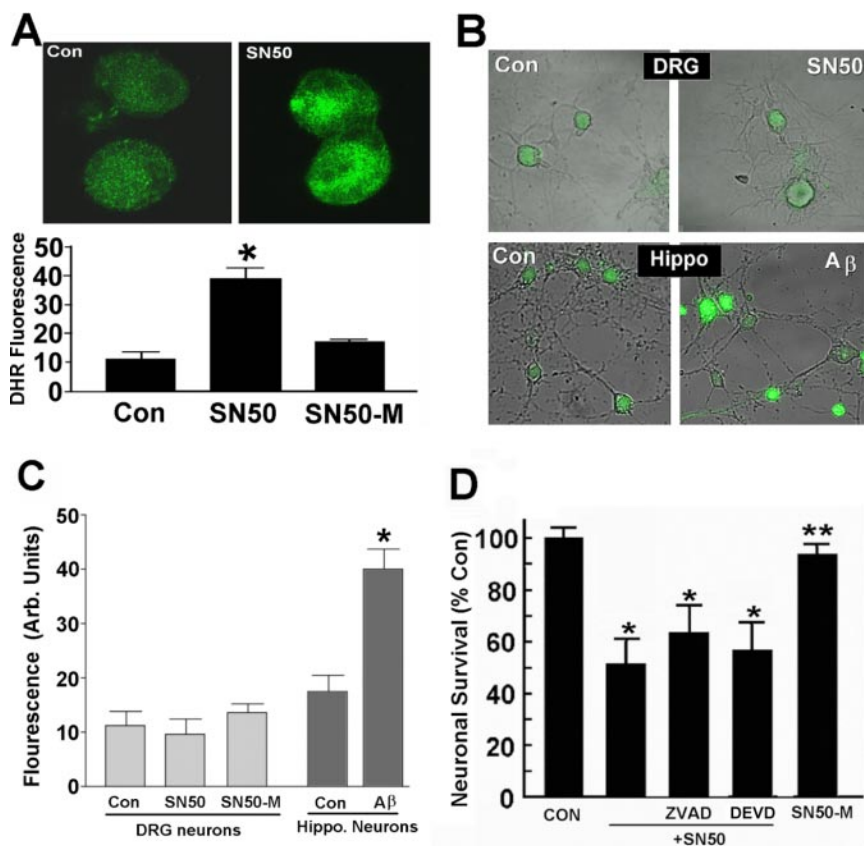 A
Con
SN50
DHR Fluorescence
50
40
30
20
10
0
*
Con
SN50
SN50-M
B
Con
DRG
SN50
Con
Hippo
Aβ
C
Flourescence (Arb. Units)
50
40
30
20
10
0
*
Con
SN50
SN50-M
Con
Aβ
DRG neurons
Hippo. Neurons
D
Neuronal Survival (% Con)
100
80
60
40
20
0
*
*
*
**
CON
ZVAD
DEVD
SN50-M
+SN50